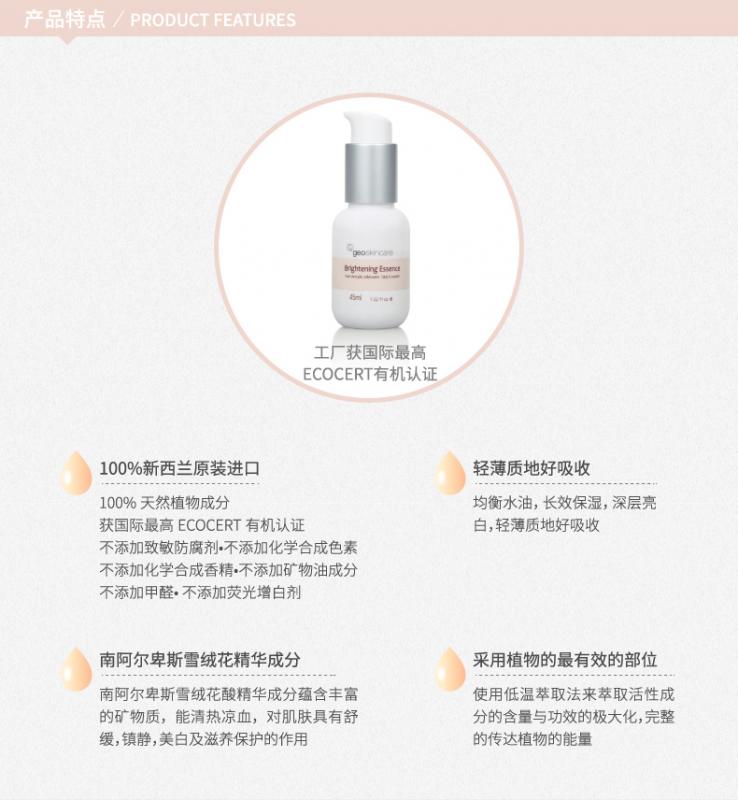 产品特点 / PRODUCT FEATURES
geoskincare
Brightening Essence
45ml 1.52 fl oz ℮
工厂获国际最高
ECOCERT有机认证
100%新西兰原装进口
100% 天然植物成分
获国际最高 ECOCERT 有机认证
不添加致敏防腐剂•不添加化学合成色素
不添加化学合成香精•不添加矿物油成分
不添加甲醛• 不添加荧光增白剂
轻薄质地好吸收
均衡水油，长效保湿，深层亮
白，轻薄质地好吸收
南阿尔卑斯雪绒花精华成分
南阿尔卑斯雪绒花酸精华成分蕴含丰富
的矿物质，能清热凉血，对肌肤具有舒
缓，镇静，美白及滋养保护的作用
采用植物的最有效的部位
使用低温萃取法来萃取活性成
分的含量与功效的极大化，完整
的传达植物的能量